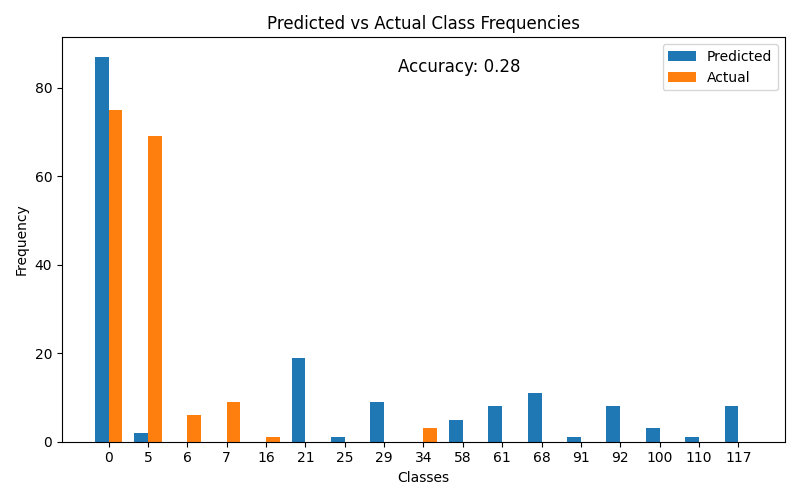 Predicted vs Actual Class Frequencies
Accuracy: 0.28
Predicted
Actual
Frequency
80
60
40
20
0
0 5 6 7 16 21 25 29 34 58 61 68 91 92 100 110 117
Classes